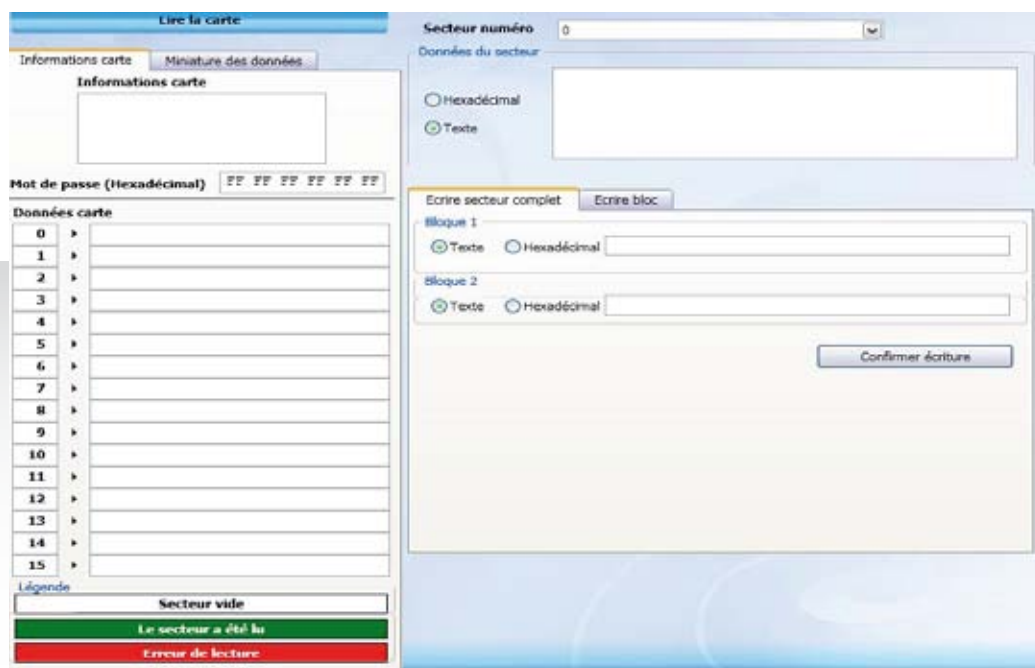 Lire la carte
Informations carte
Miniature des données
Informations carte
Mot de passe (Hexadécimal) FF FF FF FF FF FF
Données carte
0
1
2
3
4
5
6
7
8
9
10
11
12
13
14
15
Légende
Secteur vide
Le secteur a été lu
Erreur de lecture
Secteur numéro 0
Données du secteur
Hexadécimal
Texte
Ecrire secteur complet
Ecrire bloc
Bloque 1
Texte Hexadécimal
Bloque 2
Texte Hexadécimal
Confirmer écriture